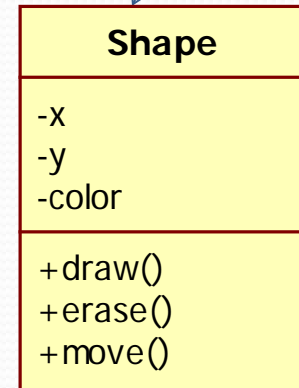 Shape
-x
-y
-color
+draw()
+erase()
+move()